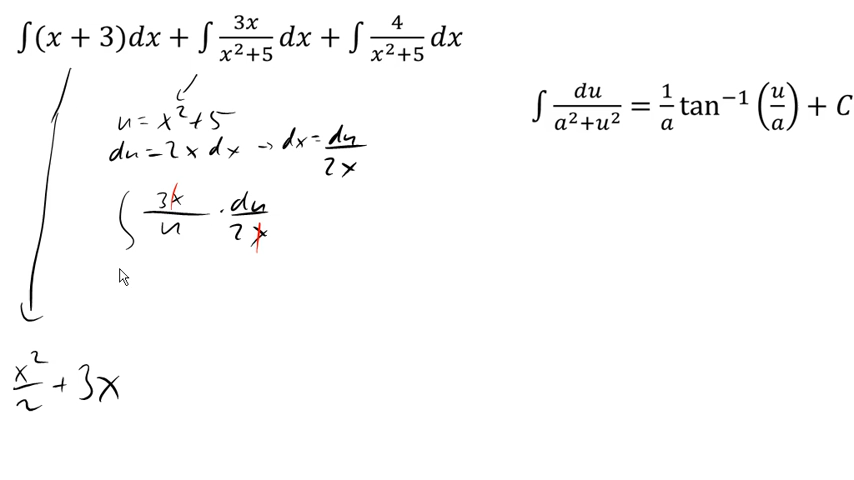 ∫(x + 3)dx + ∫ 3x/(x²+5) dx + ∫ 4/(x²+5) dx
∫ du/(a²+u²) = 1/a tan⁻¹(u/a) + C
u = x² + 5
du = 2x dx → dx = du/2x
∫ 3x/u · du/2x
x²/2 + 3x